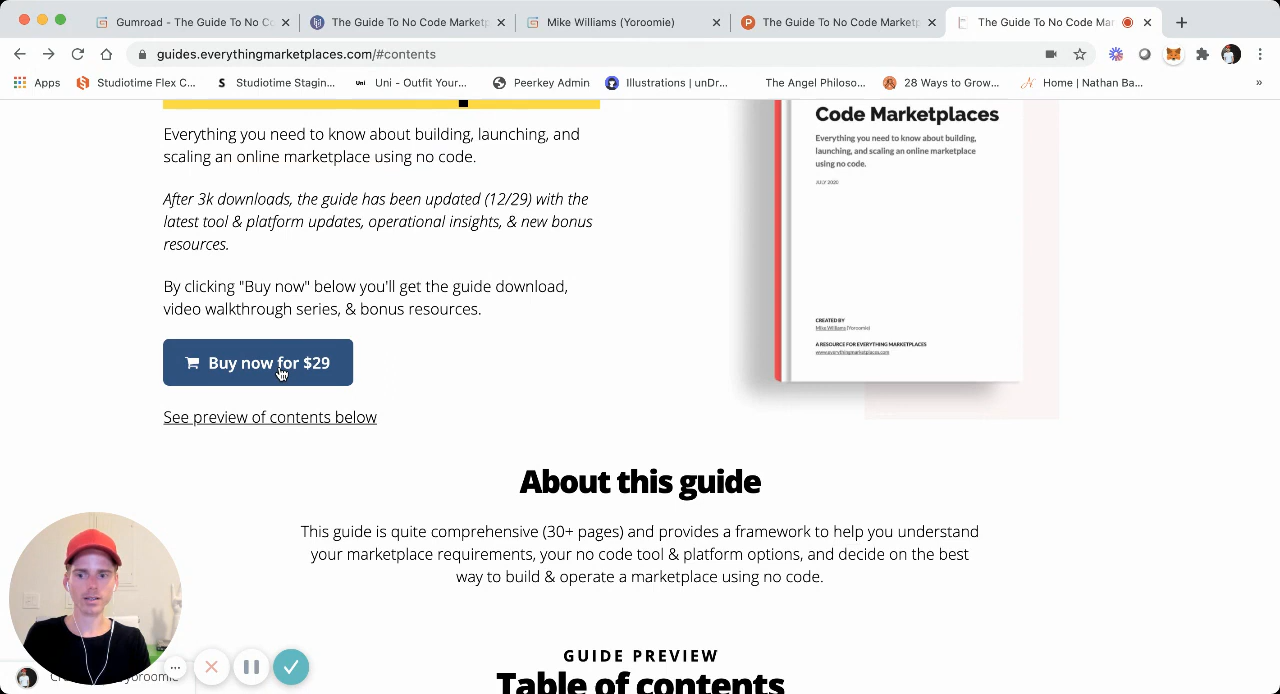 Gumroad - The Guide To No Co
The Guide To No Code Marketp
Mike Williams (Yoroomie)
The Guide To No Code Market
The Guide To No Code Mar
guides.everythingmarketplaces.com/#contents
Apps
Studiotime Flex C...
Studiotime Stagin...
Uni - Outfit Your...
Peerkey Admin
Illustrations | unDr...
The Angel Philoso...
28 Ways to Grow...
Home | Nathan Ba...
»
Everything you need to know about building, launching, and
scaling an online marketplace using no code.
After 3k downloads, the guide has been updated (12/29) with the
latest tool & platform updates, operational insights, & new bonus
resources.
By clicking "Buy now" below you'll get the guide download,
video walkthrough series, & bonus resources.
Buy now for $29
See preview of contents below
Code Marketplaces
Everything you need to know about building,
launching, and scaling an online marketplace
using no code.
JULY 2020
CREATED BY
Mike Williams (Yoroomie)
A RESOURCE FOR EVERYTHING MARKETPLACES
www.everythingmarketplaces.com
About this guide
This guide is quite comprehensive (30+ pages) and provides a framework to help you understand
your marketplace requirements, your no code tool & platform options, and decide on the best
way to build & operate a marketplace using no code.
GUIDE PREVIEW
Table of contents